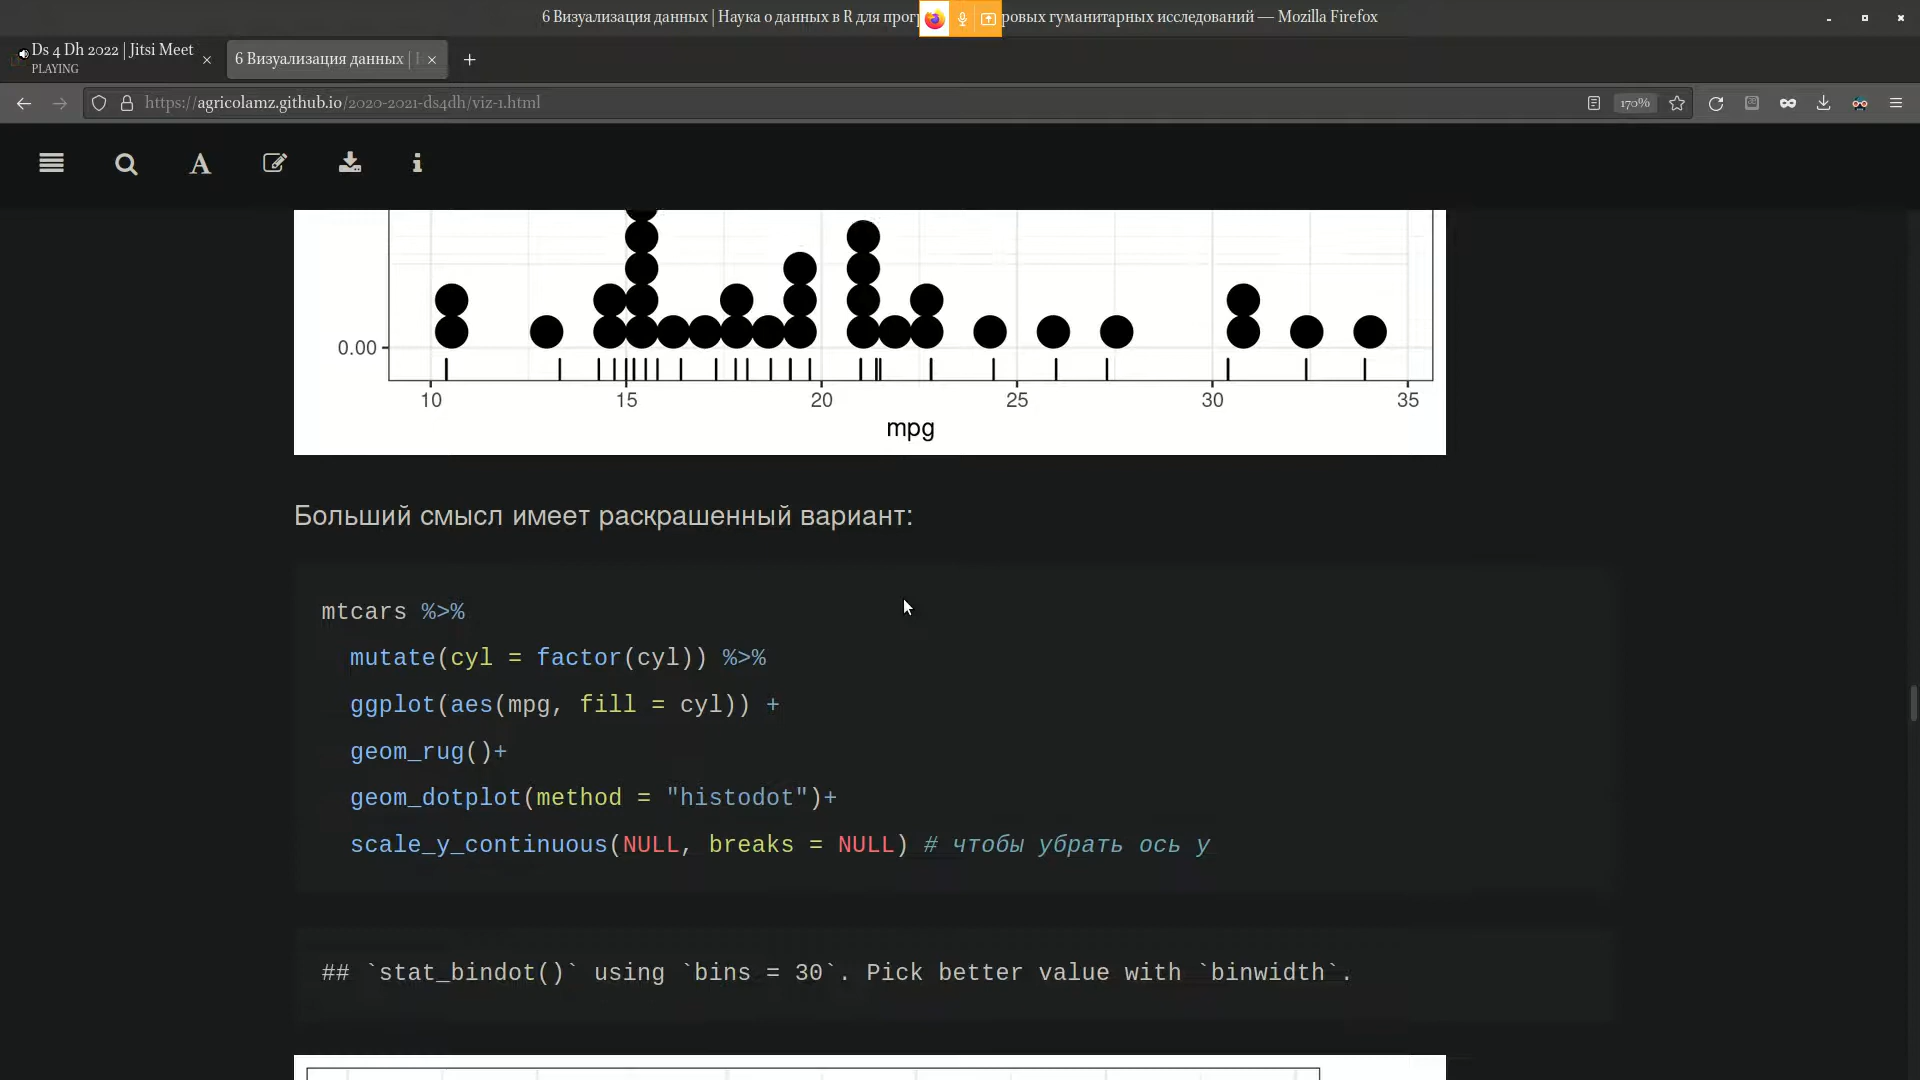 6 Визуализация данных | Наука о данных в R для прог ровых гуманитарных исследований — Mozilla Firefox
Ds 4 Dh 2022 | Jitsi Meet
PLAYING
6 Визуализация данных |
https://agricolamz.github.io/2020-2021-ds4dh/viz-1.html
170%
0.00
10 15 20 25 30 35
mpg
Больший смысл имеет раскрашенный вариант:
mtcars %>%
mutate(cyl = factor(cyl)) %>%
ggplot(aes(mpg, fill = cyl)) +
geom_rug()+
geom_dotplot(method = "histodot")+
scale_y_continuous(NULL, breaks = NULL) # чтобы убрать ось y
## `stat_bindot()` using `bins = 30`. Pick better value with `binwidth`.